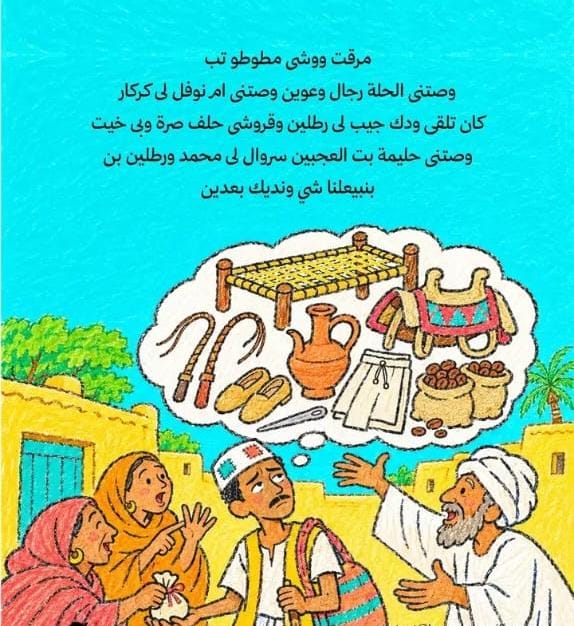 مرقت ووشى مطوطو تب
وصتنى الحلة رجال وعوين وصتنى ام نوفل لى كركار
كان تلقى ودك جيب لى رطلين وقروشى حلف صرة وبى خيت
وصتنى حليمة بت العجبين سروال لى محمد ورطلين بن
بنبيعلنا شي ونديك بعدين